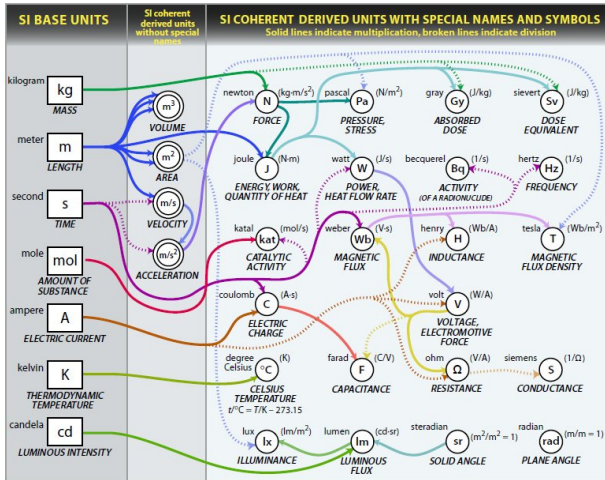 SI BASE UNITS
SI coherent
derived units
without special
names
SI COHERENT DERIVED UNITS WITH SPECIAL NAMES AND SYMBOLS
Solid lines indicate multiplication, broken lines indicate division
kilogram
kg
MASS
meter
m
LENGTH
second
s
TIME
mole
mol
AMOUNT OF
SUBSTANCE
ampere
A
ELECTRIC CURRENT
kelvin
K
THERMODYNAMIC
TEMPERATURE
candela
cd
LUMINOUS INTENSITY
m³
VOLUME
m²
AREA
m/s
VELOCITY
m/s²
ACCELERATION
newton
N
(kg·m/s²)
FORCE
pascal
Pa
(N/m²)
PRESSURE,
STRESS
gray
Gy
(J/kg)
ABSORBED
DOSE
sievert
Sv
(J/kg)
DOSE
EQUIVALENT
joule
J
(N·m)
ENERGY, WORK,
QUANTITY OF HEAT
watt
W
(J/s)
POWER,
HEAT FLOW RATE
becquerel
Bq
(1/s)
ACTIVITY
(OF A RADIONUCLIDE)
hertz
Hz
(1/s)
FREQUENCY
katal
kat
(mol/s)
CATALYTIC
ACTIVITY
weber
Wb
(V·s)
MAGNETIC
FLUX
henry
H
(Wb/A)
INDUCTANCE
tesla
T
(Wb/m²)
MAGNETIC
FLUX DENSITY
coulomb
C
(A·s)
ELECTRIC
CHARGE
volt
V
(W/A)
VOLTAGE,
ELECTROMOTIVE
FORCE
degree
Celsius
°C
(K)
CELSIUS
TEMPERATURE
t/°C = T/K – 273.15
farad
F
(C/V)
CAPACITANCE
ohm
Ω
(V/A)
RESISTANCE
siemens
S
(1/Ω)
CONDUCTANCE
lux
lx
(lm/m²)
ILLUMINANCE
lumen
lm
(cd·sr)
LUMINOUS
FLUX
steradian
sr
(m²/m² = 1)
SOLID ANGLE
radian
rad
(m/m = 1)
PLANE ANGLE